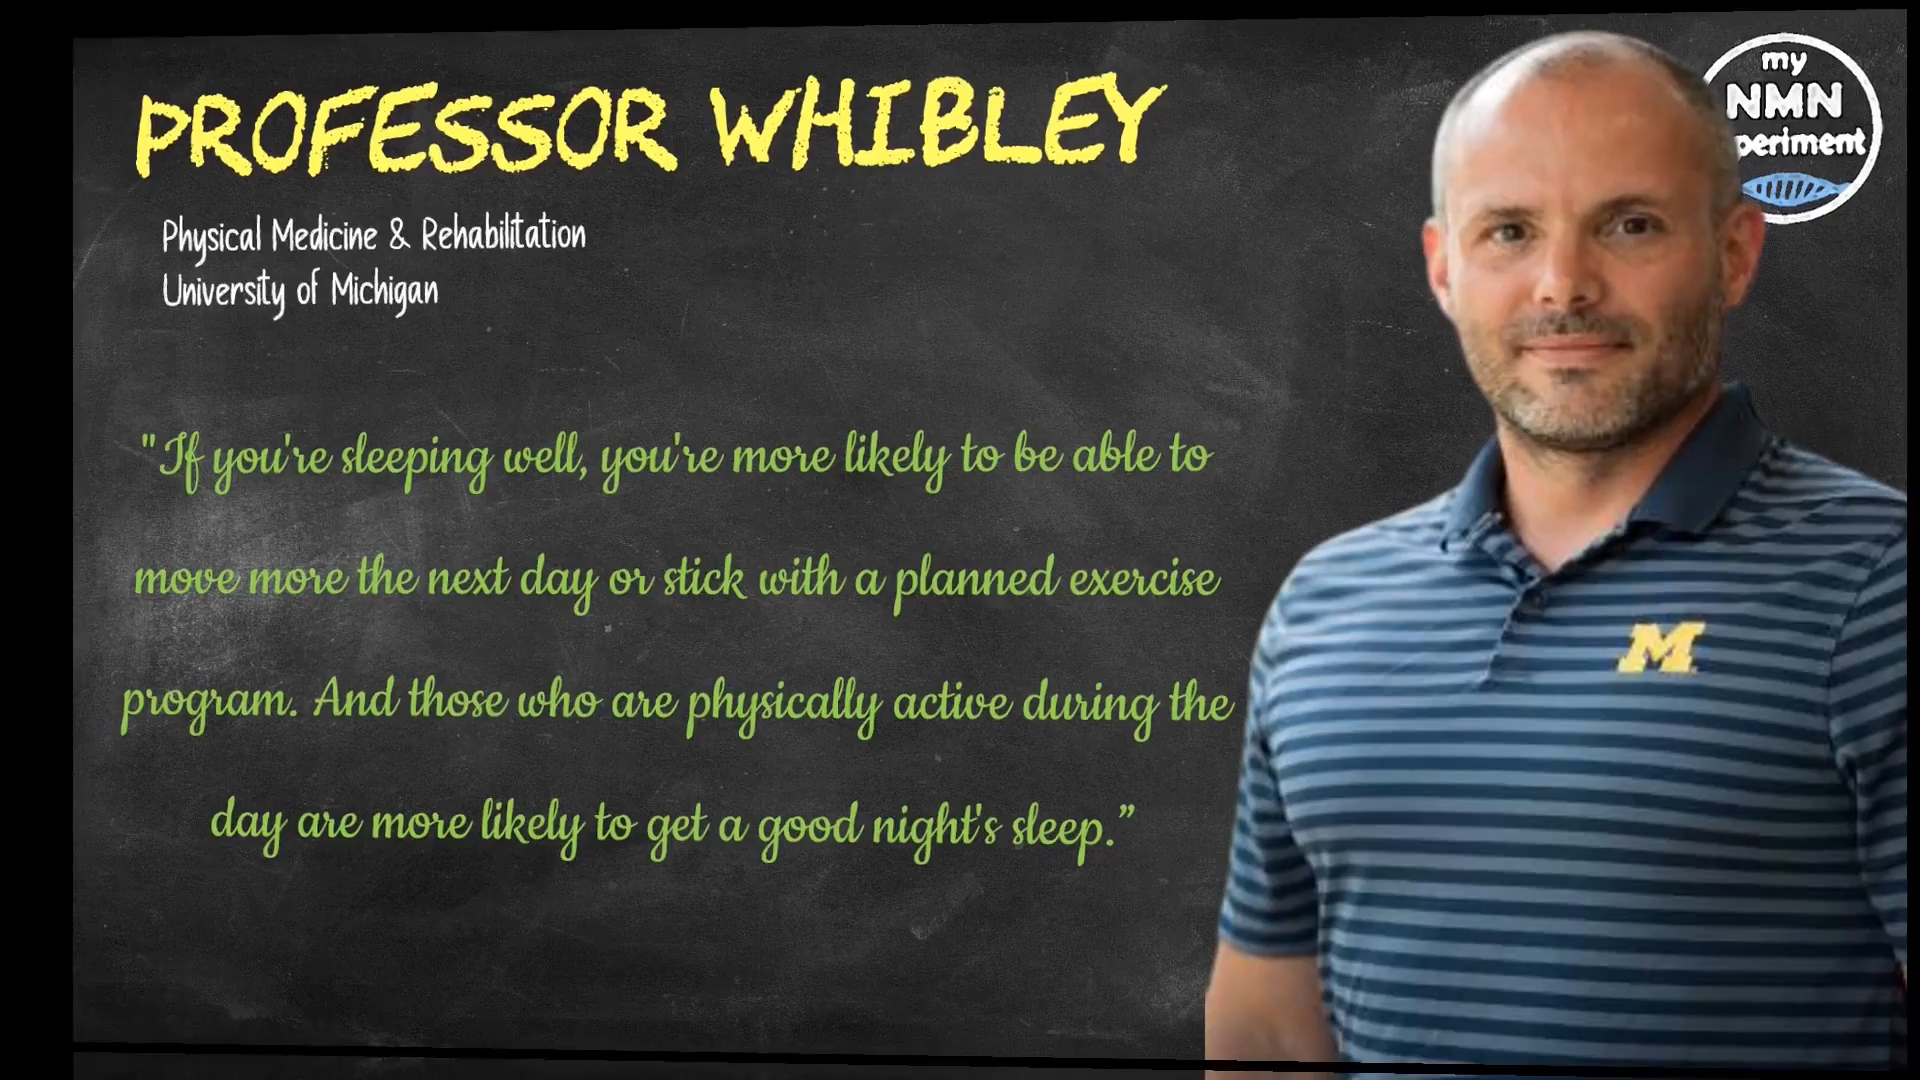 PROFESSOR WHIBLEY
my
NMN
periment
Physical Medicine & Rehabilitation
University of Michigan
"If you're sleeping well, you're more likely to be able to
move more the next day or stick with a planned exercise
program. And those who are physically active during the
day are more likely to get a good night's sleep.”
M